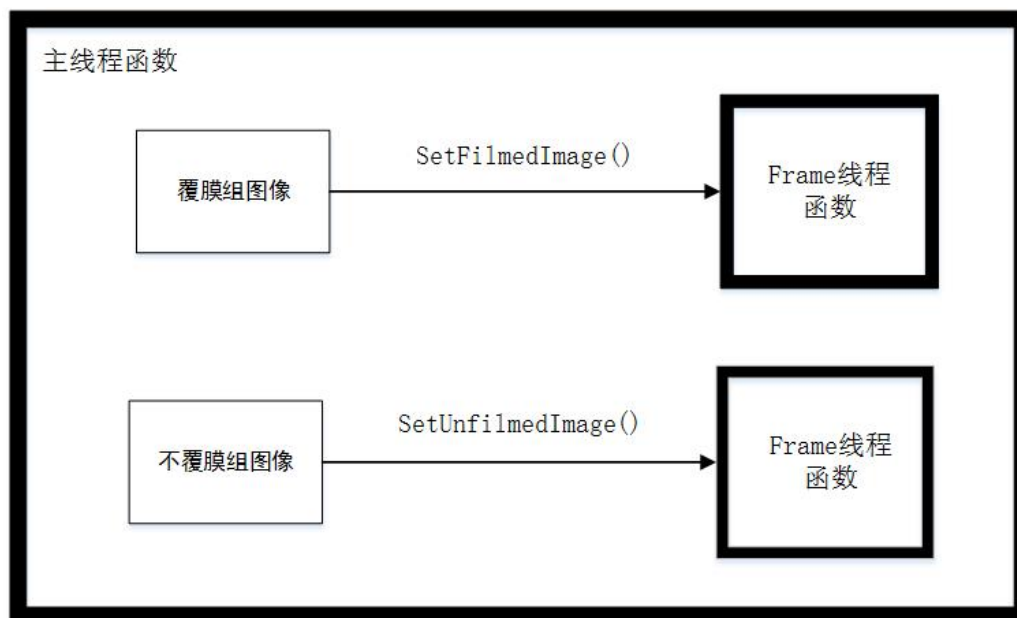 主线程函数
覆膜组图像
SetFilmedImage()
Frame线程
函数
不覆膜组图像
SetUnfilmedImage()
Frame线程
函数